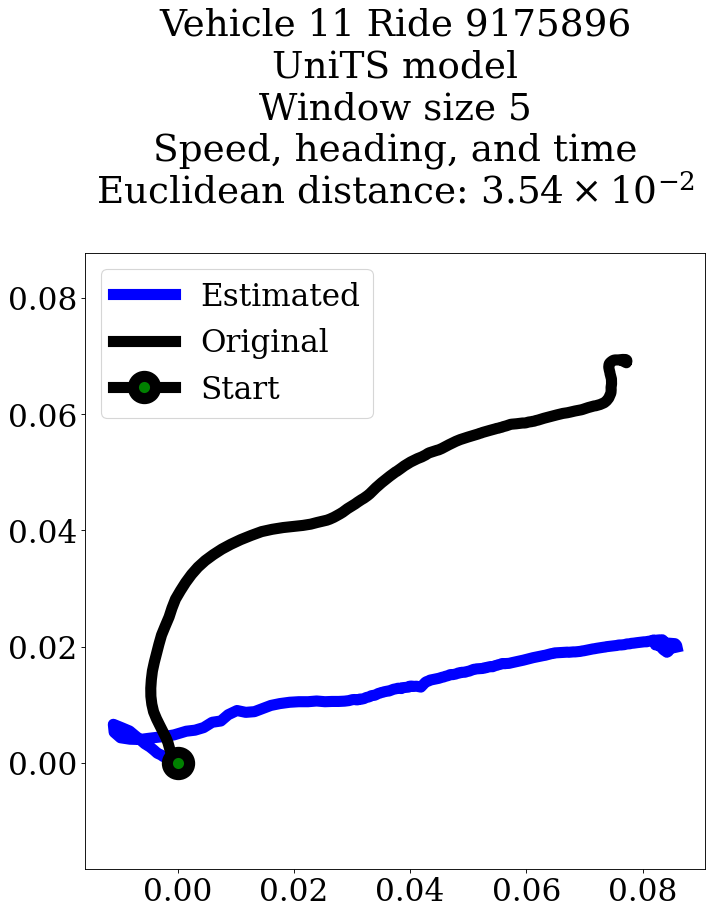 Vehicle 11 Ride 9175896
UniTS model
Window size 5
Speed, heading, and time
Euclidean distance: 3.54 × 10⁻²
Estimated
Original
Start
0.08
0.06
0.04
0.02
0.00
0.00 0.02 0.04 0.06 0.08